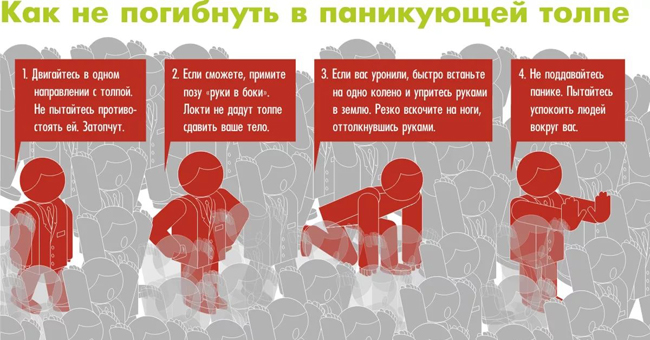 Как не погибнуть в паникующей толпе
1. Двигайтесь в одном
направлении с толпой.
Не пытайтесь противо-
стоять ей. Затопчут.
2. Если сможете, примите
позу «руки в боки».
Локти не дадут толпе
сдавить ваше тело.
3. Если вас уронили, быстро встаньте
на одно колено и упритесь руками
в землю. Резко вскочите на ноги,
оттолкнувшись руками.
4. Не поддавайтесь
панике. Пытайтесь
успокоить людей
вокруг вас.